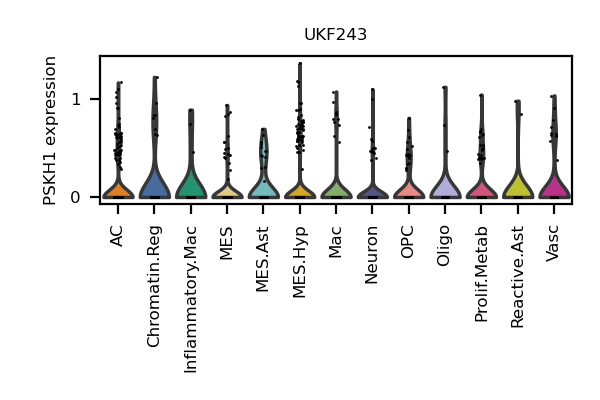 UKF243
PSKH1 expression
1
0
AC
Chromatin.Reg
Inflammatory.Mac
MES
MES.Ast
MES.Hyp
Mac
Neuron
OPC
Oligo
Prolif.Metab
Reactive.Ast
Vasc